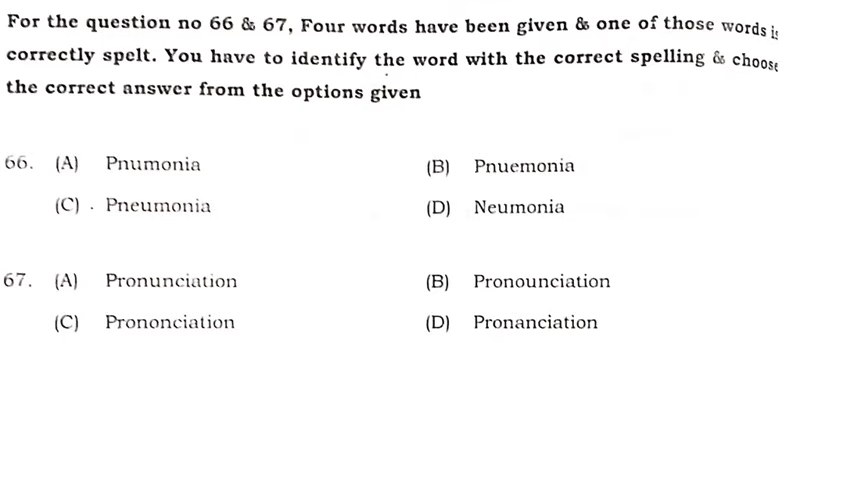 For the question no 66 & 67, Four words have been given & one of those words is
correctly spelt. You have to identify the word with the correct spelling & choose
the correct answer from the options given
66. (A) Pnumonia (B) Pnuemonia
(C) . Pneumonia (D) Neumonia
67. (A) Pronunciation (B) Pronounciation
(C) Prononciation (D) Pronanciation